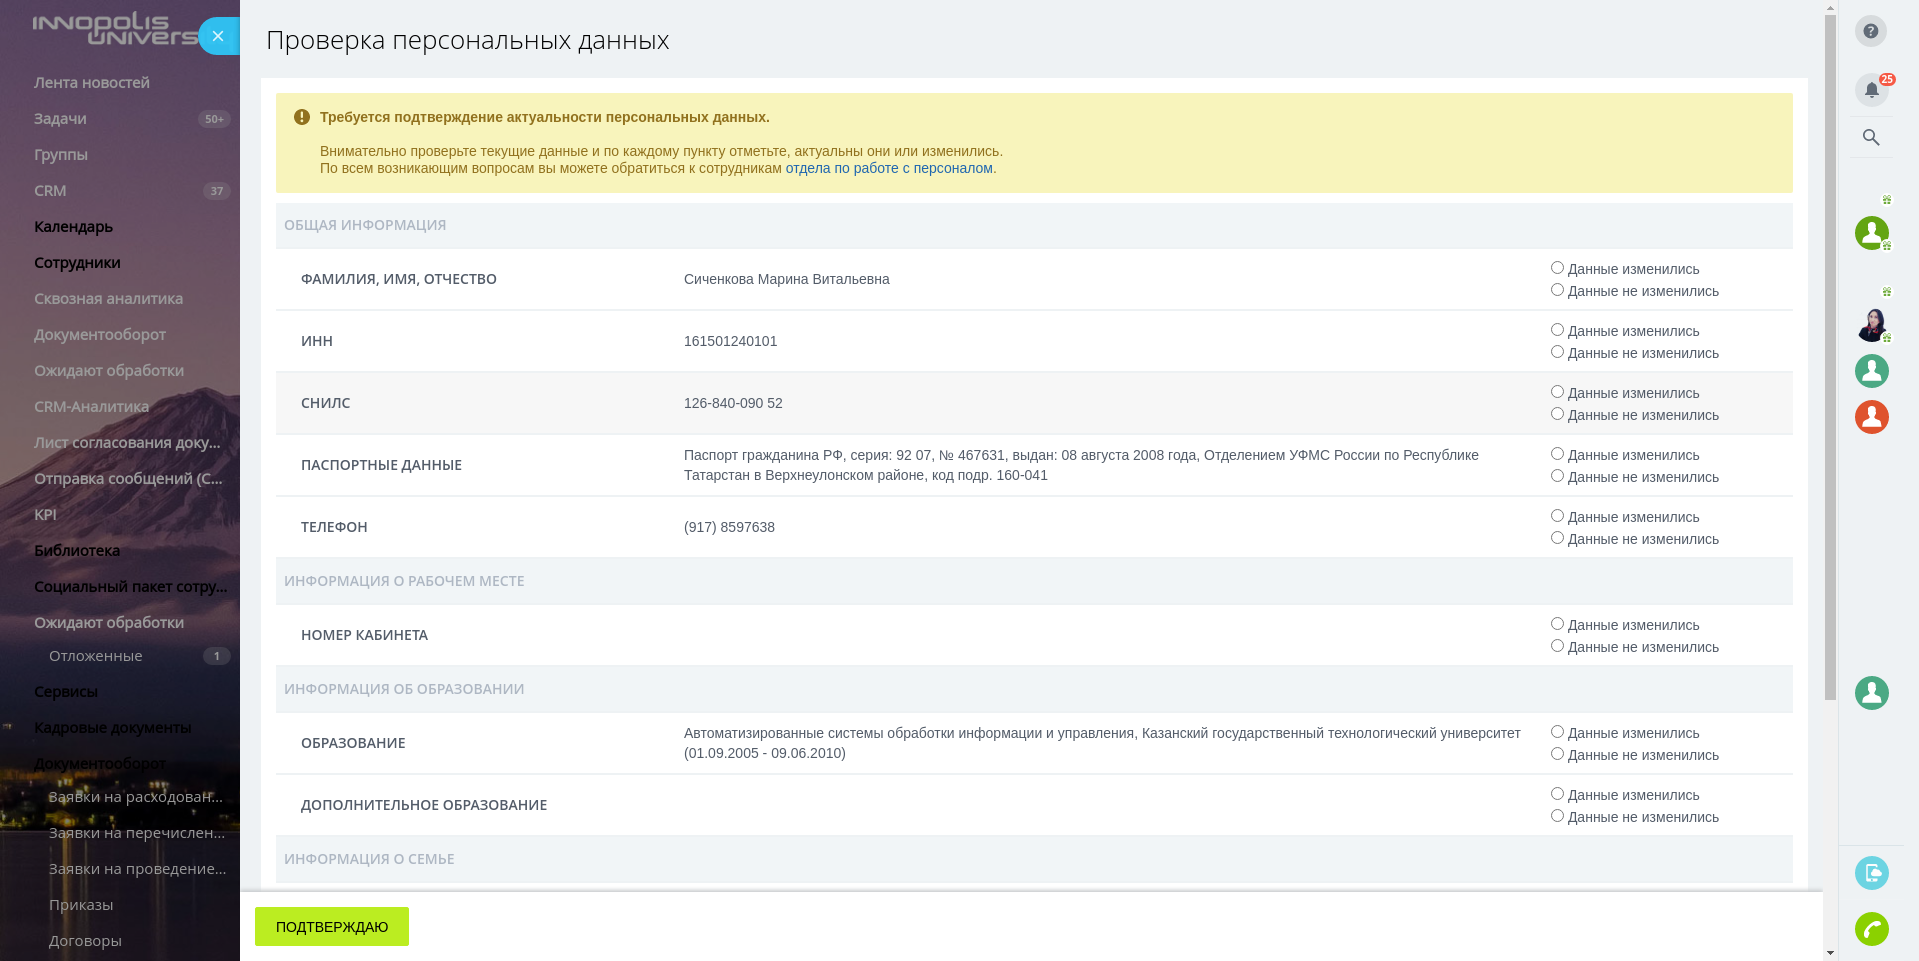 INNOPOLIS
UNIVERS
Лента новостей
Задачи 50+
Группы
CRM 37
Календарь
Сотрудники
Сквозная аналитика
Документооборот
Ожидают обработки
CRM-Аналитика
Лист согласования доку...
Отправка сообщений (С...
KPI
Библиотека
Социальный пакет сотру...
Ожидают обработки
Отложенные 1
Сервисы
Кадровые документы
Документооборот
Заявки на расходован...
Заявки на перечислен...
Заявки на проведение...
Приказы
Договоры
Проверка персональных данных
Требуется подтверждение актуальности персональных данных.
Внимательно проверьте текущие данные и по каждому пункту отметьте, актуальны они или изменились.
По всем возникающим вопросам вы можете обратиться к сотрудникам отдела по работе с персоналом.
ОБЩАЯ ИНФОРМАЦИЯ
ФАМИЛИЯ, ИМЯ, ОТЧЕСТВО
Сиченкова Марина Витальевна
Данные изменились
Данные не изменились
ИНН
161501240101
Данные изменились
Данные не изменились
СНИЛС
126-840-090 52
Данные изменились
Данные не изменились
ПАСПОРТНЫЕ ДАННЫЕ
Паспорт гражданина РФ, серия: 92 07, № 467631, выдан: 08 августа 2008 года, Отделением УФМС России по Республике
Татарстан в Верхнеулонском районе, код подр. 160-041
Данные изменились
Данные не изменились
ТЕЛЕФОН
(917) 8597638
Данные изменились
Данные не изменились
ИНФОРМАЦИЯ О РАБОЧЕМ МЕСТЕ
НОМЕР КАБИНЕТА
Данные изменились
Данные не изменились
ИНФОРМАЦИЯ ОБ ОБРАЗОВАНИИ
ОБРАЗОВАНИЕ
Автоматизированные системы обработки информации и управления, Казанский государственный технологический университет
(01.09.2005 - 09.06.2010)
Данные изменились
Данные не изменились
ДОПОЛНИТЕЛЬНОЕ ОБРАЗОВАНИЕ
Данные изменились
Данные не изменились
ИНФОРМАЦИЯ О СЕМЬЕ
ПОДТВЕРЖДАЮ
25